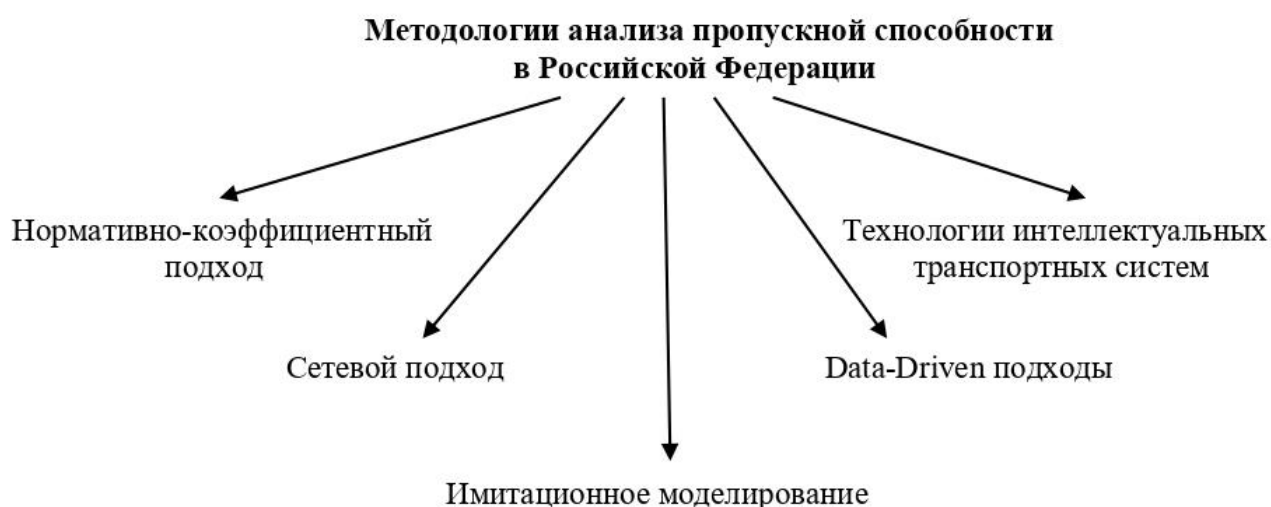 Методологии анализа пропускной способности
в Российской Федерации
Нормативно-коэффициентный
подход
Технологии интеллектуальных
транспортных систем
Сетевой подход
Data-Driven подходы
Имитационное моделирование